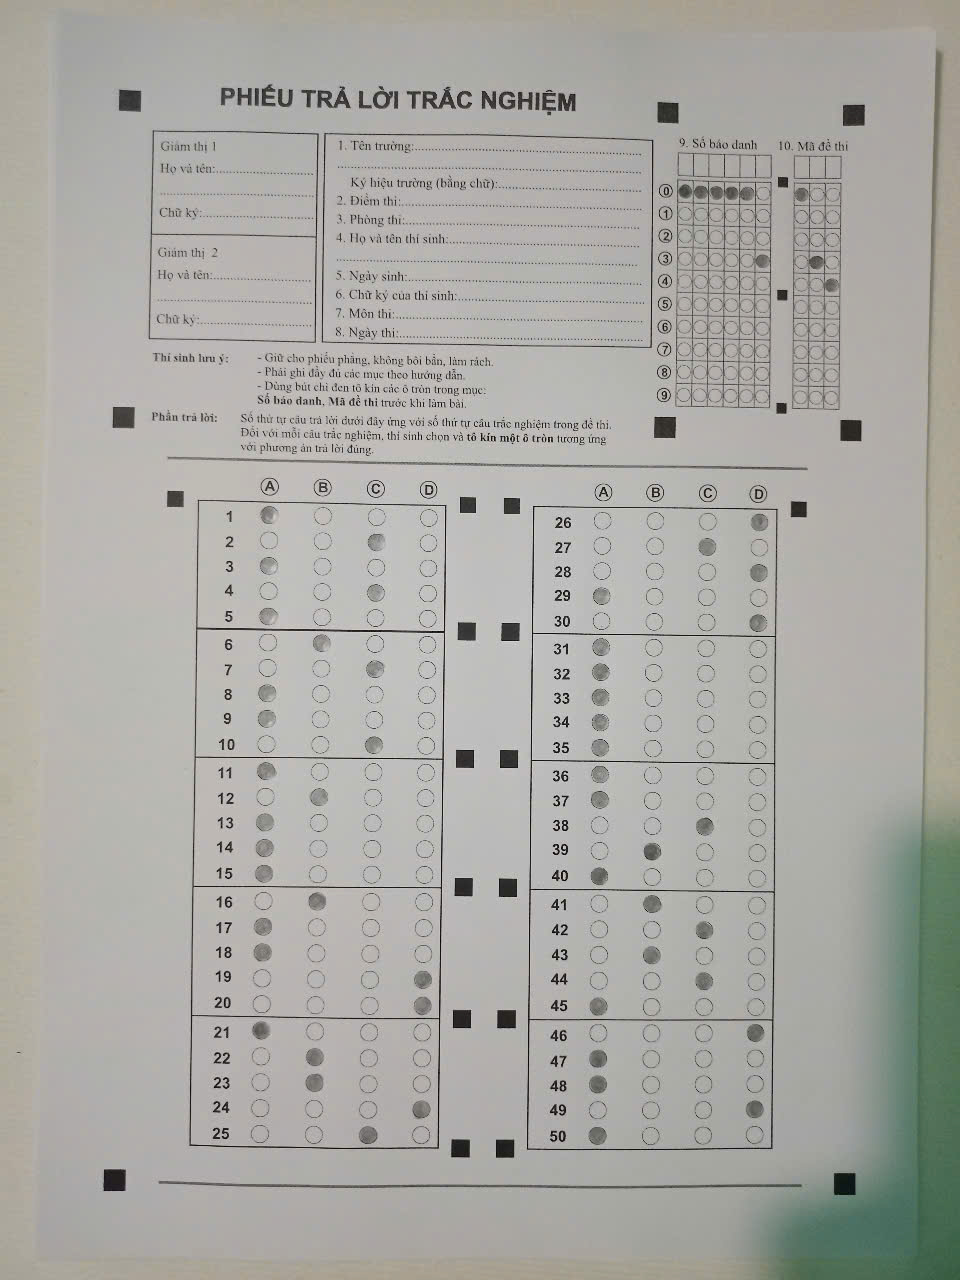 PHIẾU TRẢ LỜI TRẮC NGHIỆM
Giám thị 1
Họ và tên:
Chữ ký:
Giám thị 2
Họ và tên:
Chữ ký:
1. Tên trường:
Ký hiệu trường (bằng chữ):
2. Điểm thi:
3. Phòng thi:
4. Họ và tên thí sinh:
5. Ngày sinh:
6. Chữ ký của thí sinh:
7. Môn thi:
8. Ngày thi:
9. Số báo danh
10. Mã đề thi
0
1
2
3
4
5
6
7
8
9
Thí sinh lưu ý:
- Giữ cho phiếu phẳng, không bôi bẩn, làm rách.
- Phải ghi đầy đủ các mục theo hướng dẫn.
- Dùng bút chì đen tô kín các ô tròn trong mục:
Số báo danh, Mã đề thi trước khi làm bài.
Phần trả lời:
Số thứ tự câu trả lời dưới đây ứng với số thứ tự câu trắc nghiệm trong đề thi.
Đối với mỗi câu trắc nghiệm, thí sinh chọn và tô kín một ô tròn tương ứng
với phương án trả lời đúng.
A B C D
1
2
3
4
5
6
7
8
9
10
11
12
13
14
15
16
17
18
19
20
21
22
23
24
25
A B C D
26
27
28
29
30
31
32
33
34
35
36
37
38
39
40
41
42
43
44
45
46
47
48
49
50